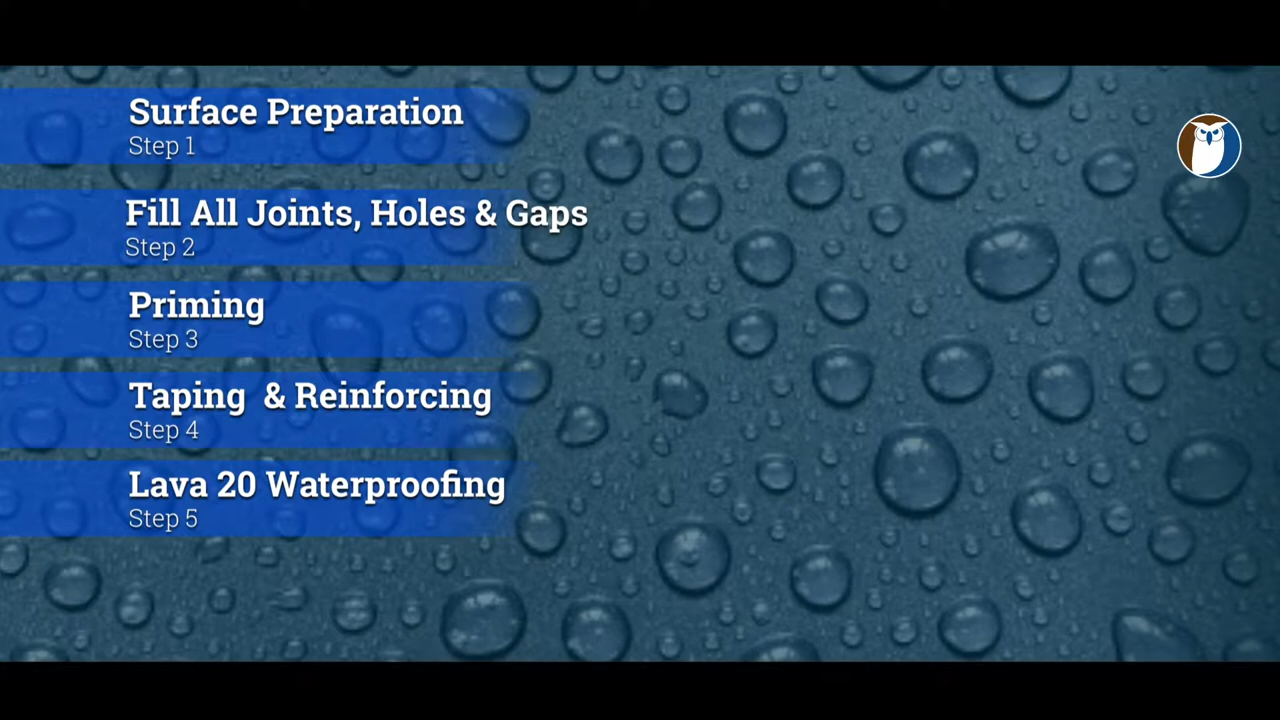 Surface Preparation
Step 1
Fill All Joints, Holes & Gaps
Step 2
Priming
Step 3
Taping  & Reinforcing
Step 4
Lava 20 Waterproofing
Step 5